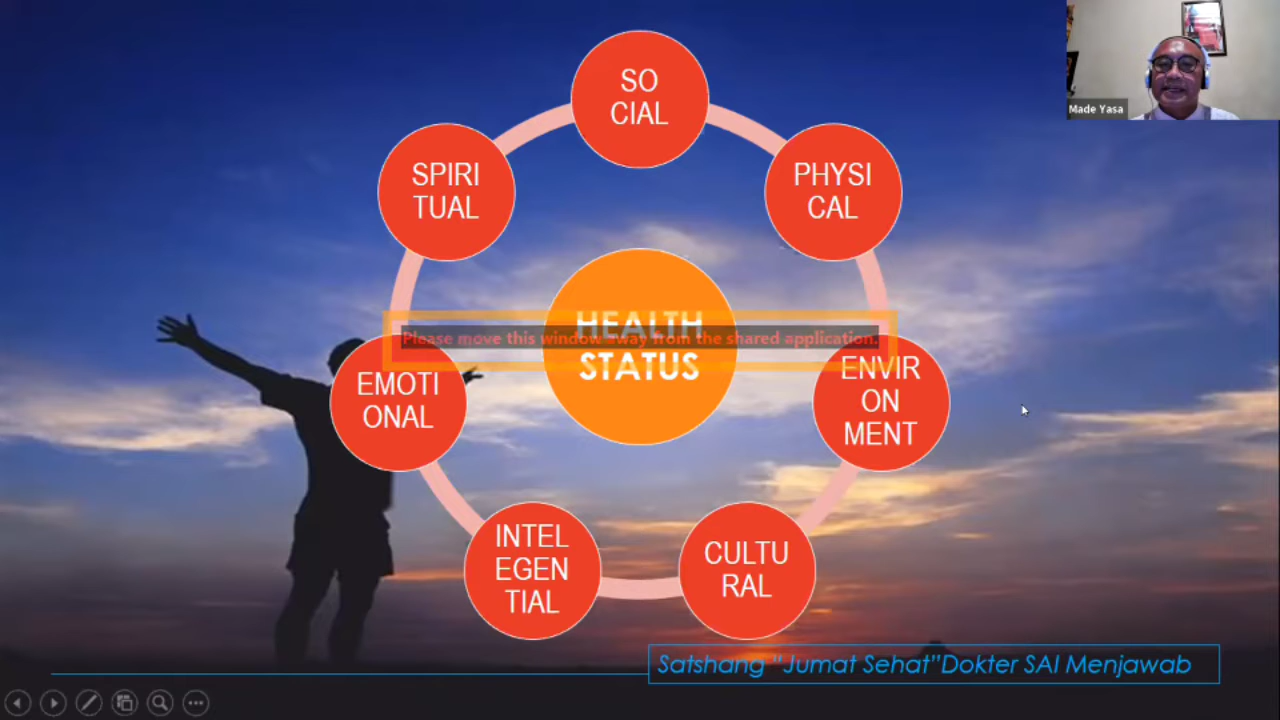 SO
CIAL
Made Yasa
SPIRI
TUAL
PHYSI
CAL
HEALTH
STATUS
Please move this window away from the shared application.
EMOTI
ONAL
ENVIR
ON
MENT
INTEL
EGEN
TIAL
CULTU
RAL
Satshang "Jumat Sehat"Dokter SAI Menjawab